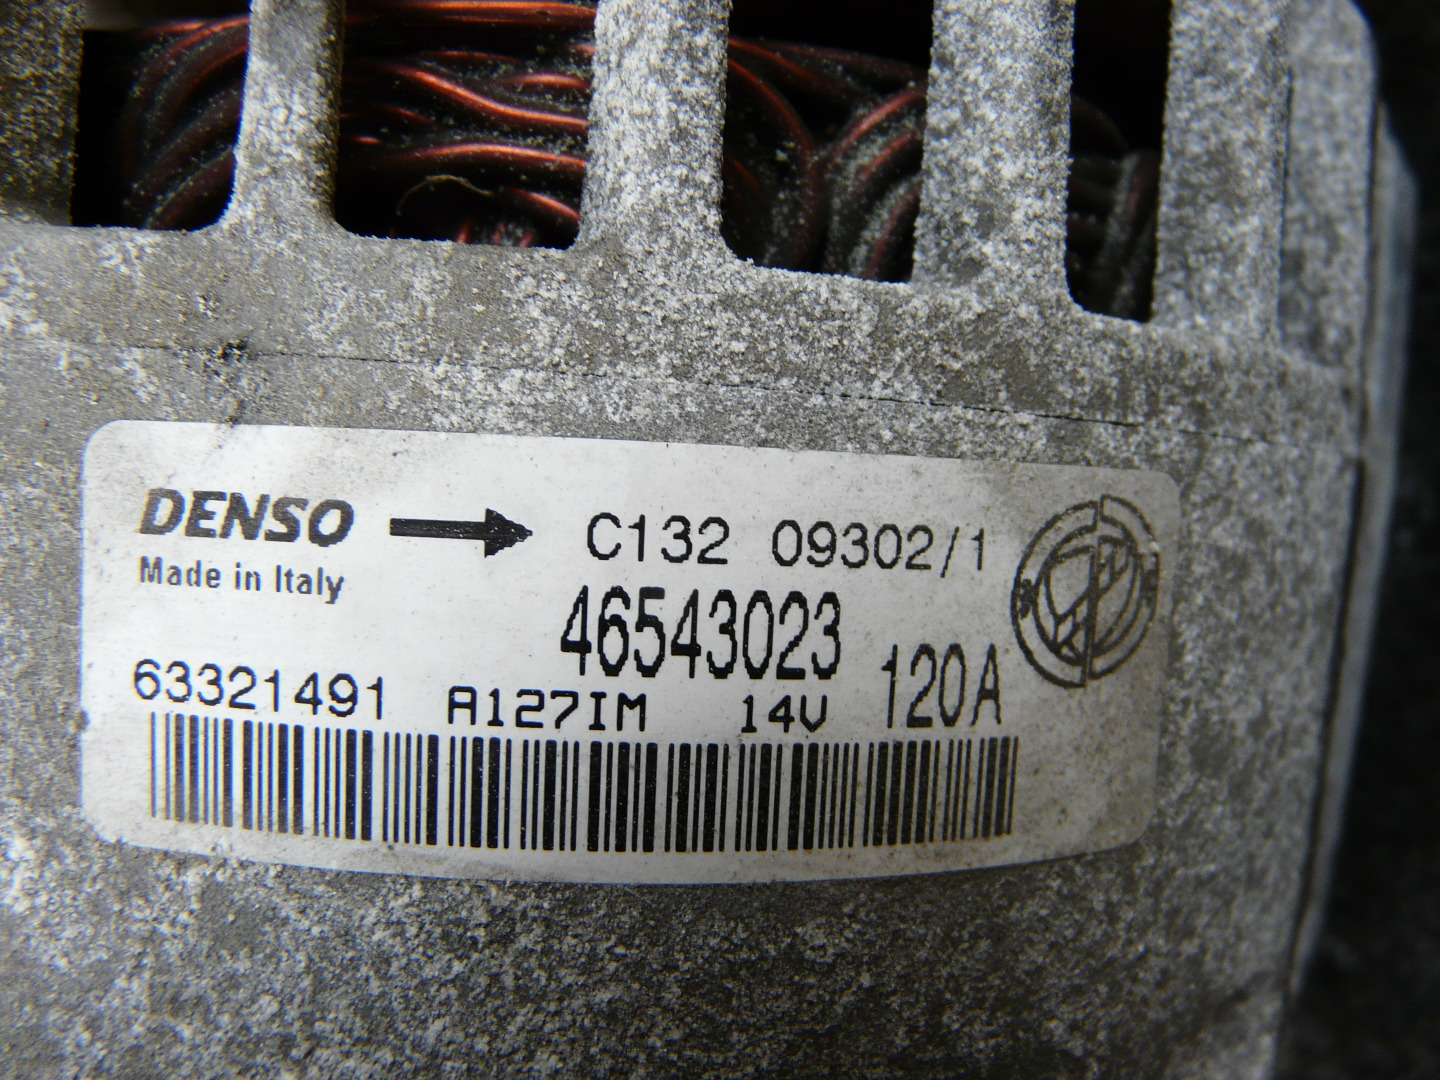 DENSO C132 09302/1
Made in Italy
46543023
63321491 A127IM 14V 120A